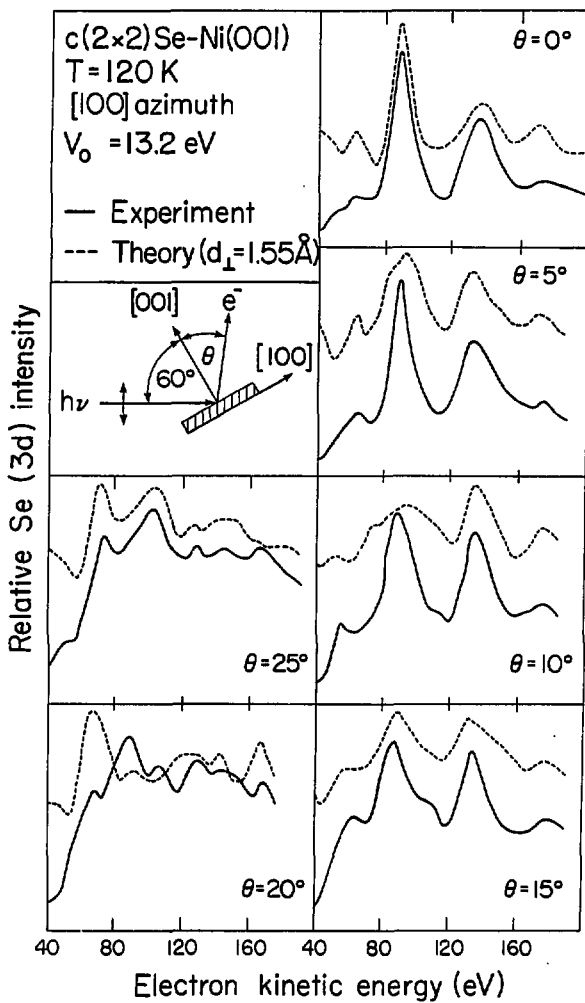 c(2×2)Se-Ni(001)
T=120 K
[100] azimuth
V₀ =13.2 eV
Experiment
Theory(d⊥=1.55Å)
[001]
e⁻
θ
60°
[100]
hν
θ=0°
θ=5°
θ=25°
θ=10°
θ=20°
θ=15°
Relative Se (3d) intensity
40 80 120 160 40 80 120 160
Electron kinetic energy (eV)